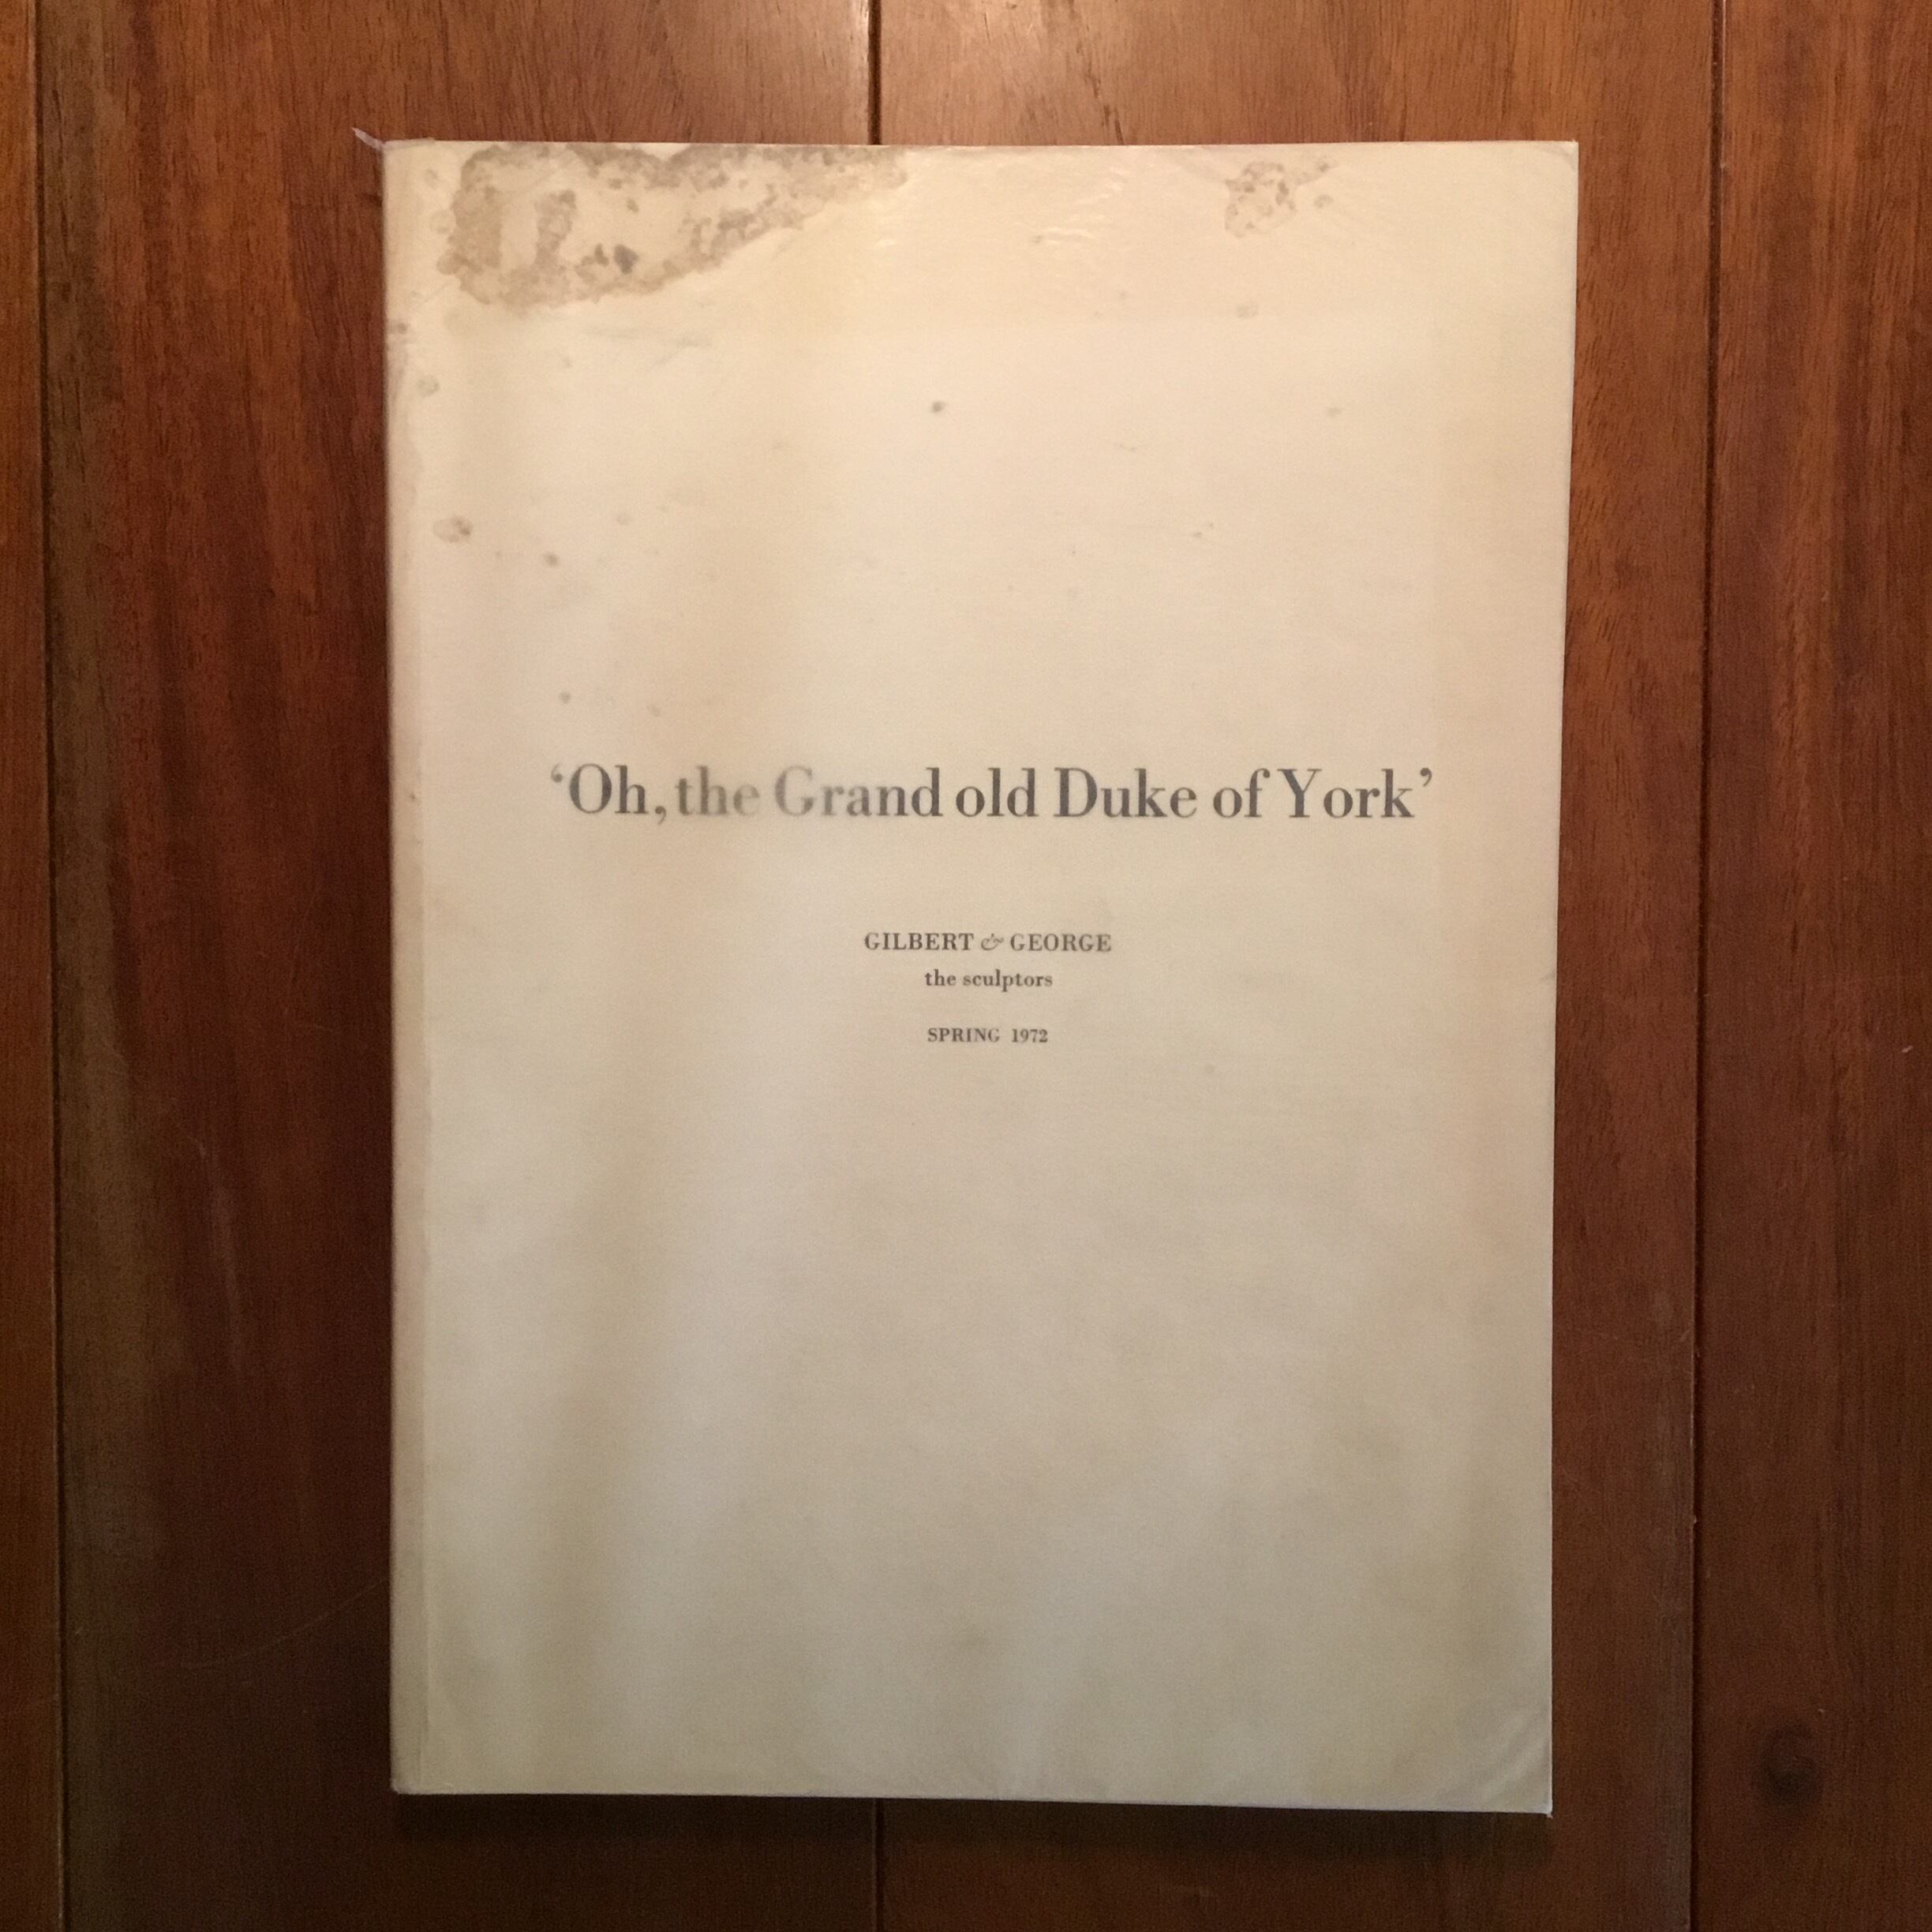 ‘Oh, the Grand old Duke of York’
GILBERT & GEORGE
the sculptors
SPRING 1972